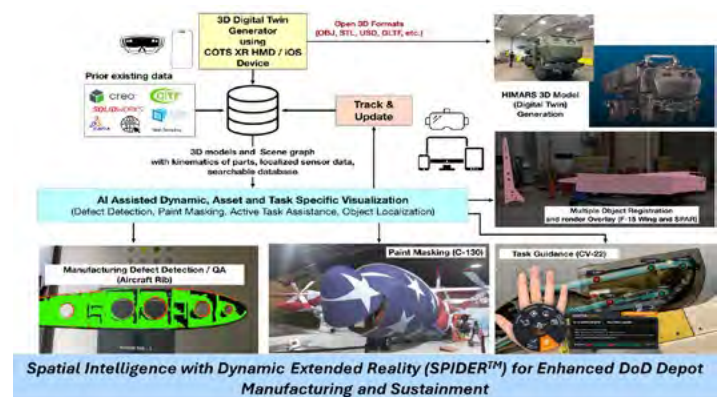 3D Digital Twin
Generator
using
COTS XR HMD / iOS
Device
Open 3D Formats
(OBJ, STL, USD, GLTF, etc.)
Prior existing data
creo
glTF
SOLIDWORKS
Track &
Update
HIMARS 3D Model
(Digital Twin)
Generation
3D models and Scene graph
with kinematics of parts, localized sensor data,
searchable database
AI Assisted Dynamic, Asset and Task Specific Visualization
(Defect Detection, Paint Masking. Active Task Assistance, Object Localization)
Multiple Object Registration
and render Overlay (F-15 Wing and SPAR)
Manufacturing Defect Detection / QA
(Aircraft Rib)
Paint Masking (C-130)
Task Guidance (CV-22)
Spatial Intelligence with Dynamic Extended Reality (SPIDER™) for Enhanced DoD Depot
Manufacturing and Sustainment